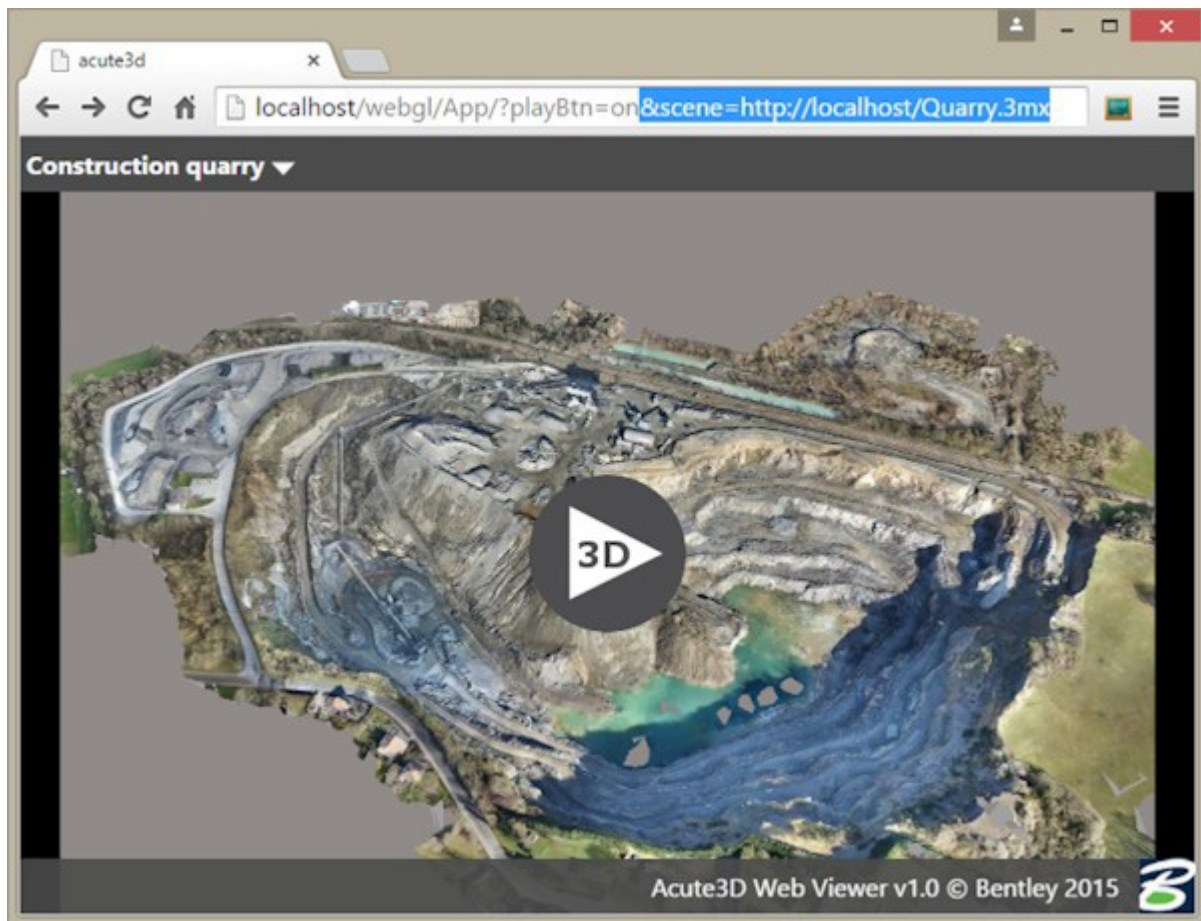 acute3d
localhost/webgl/App/?playBtn=on&scene=http://localhost/Quarry.3mx
Construction quarry
3D
Acute3D Web Viewer v1.0 © Bentley 2015